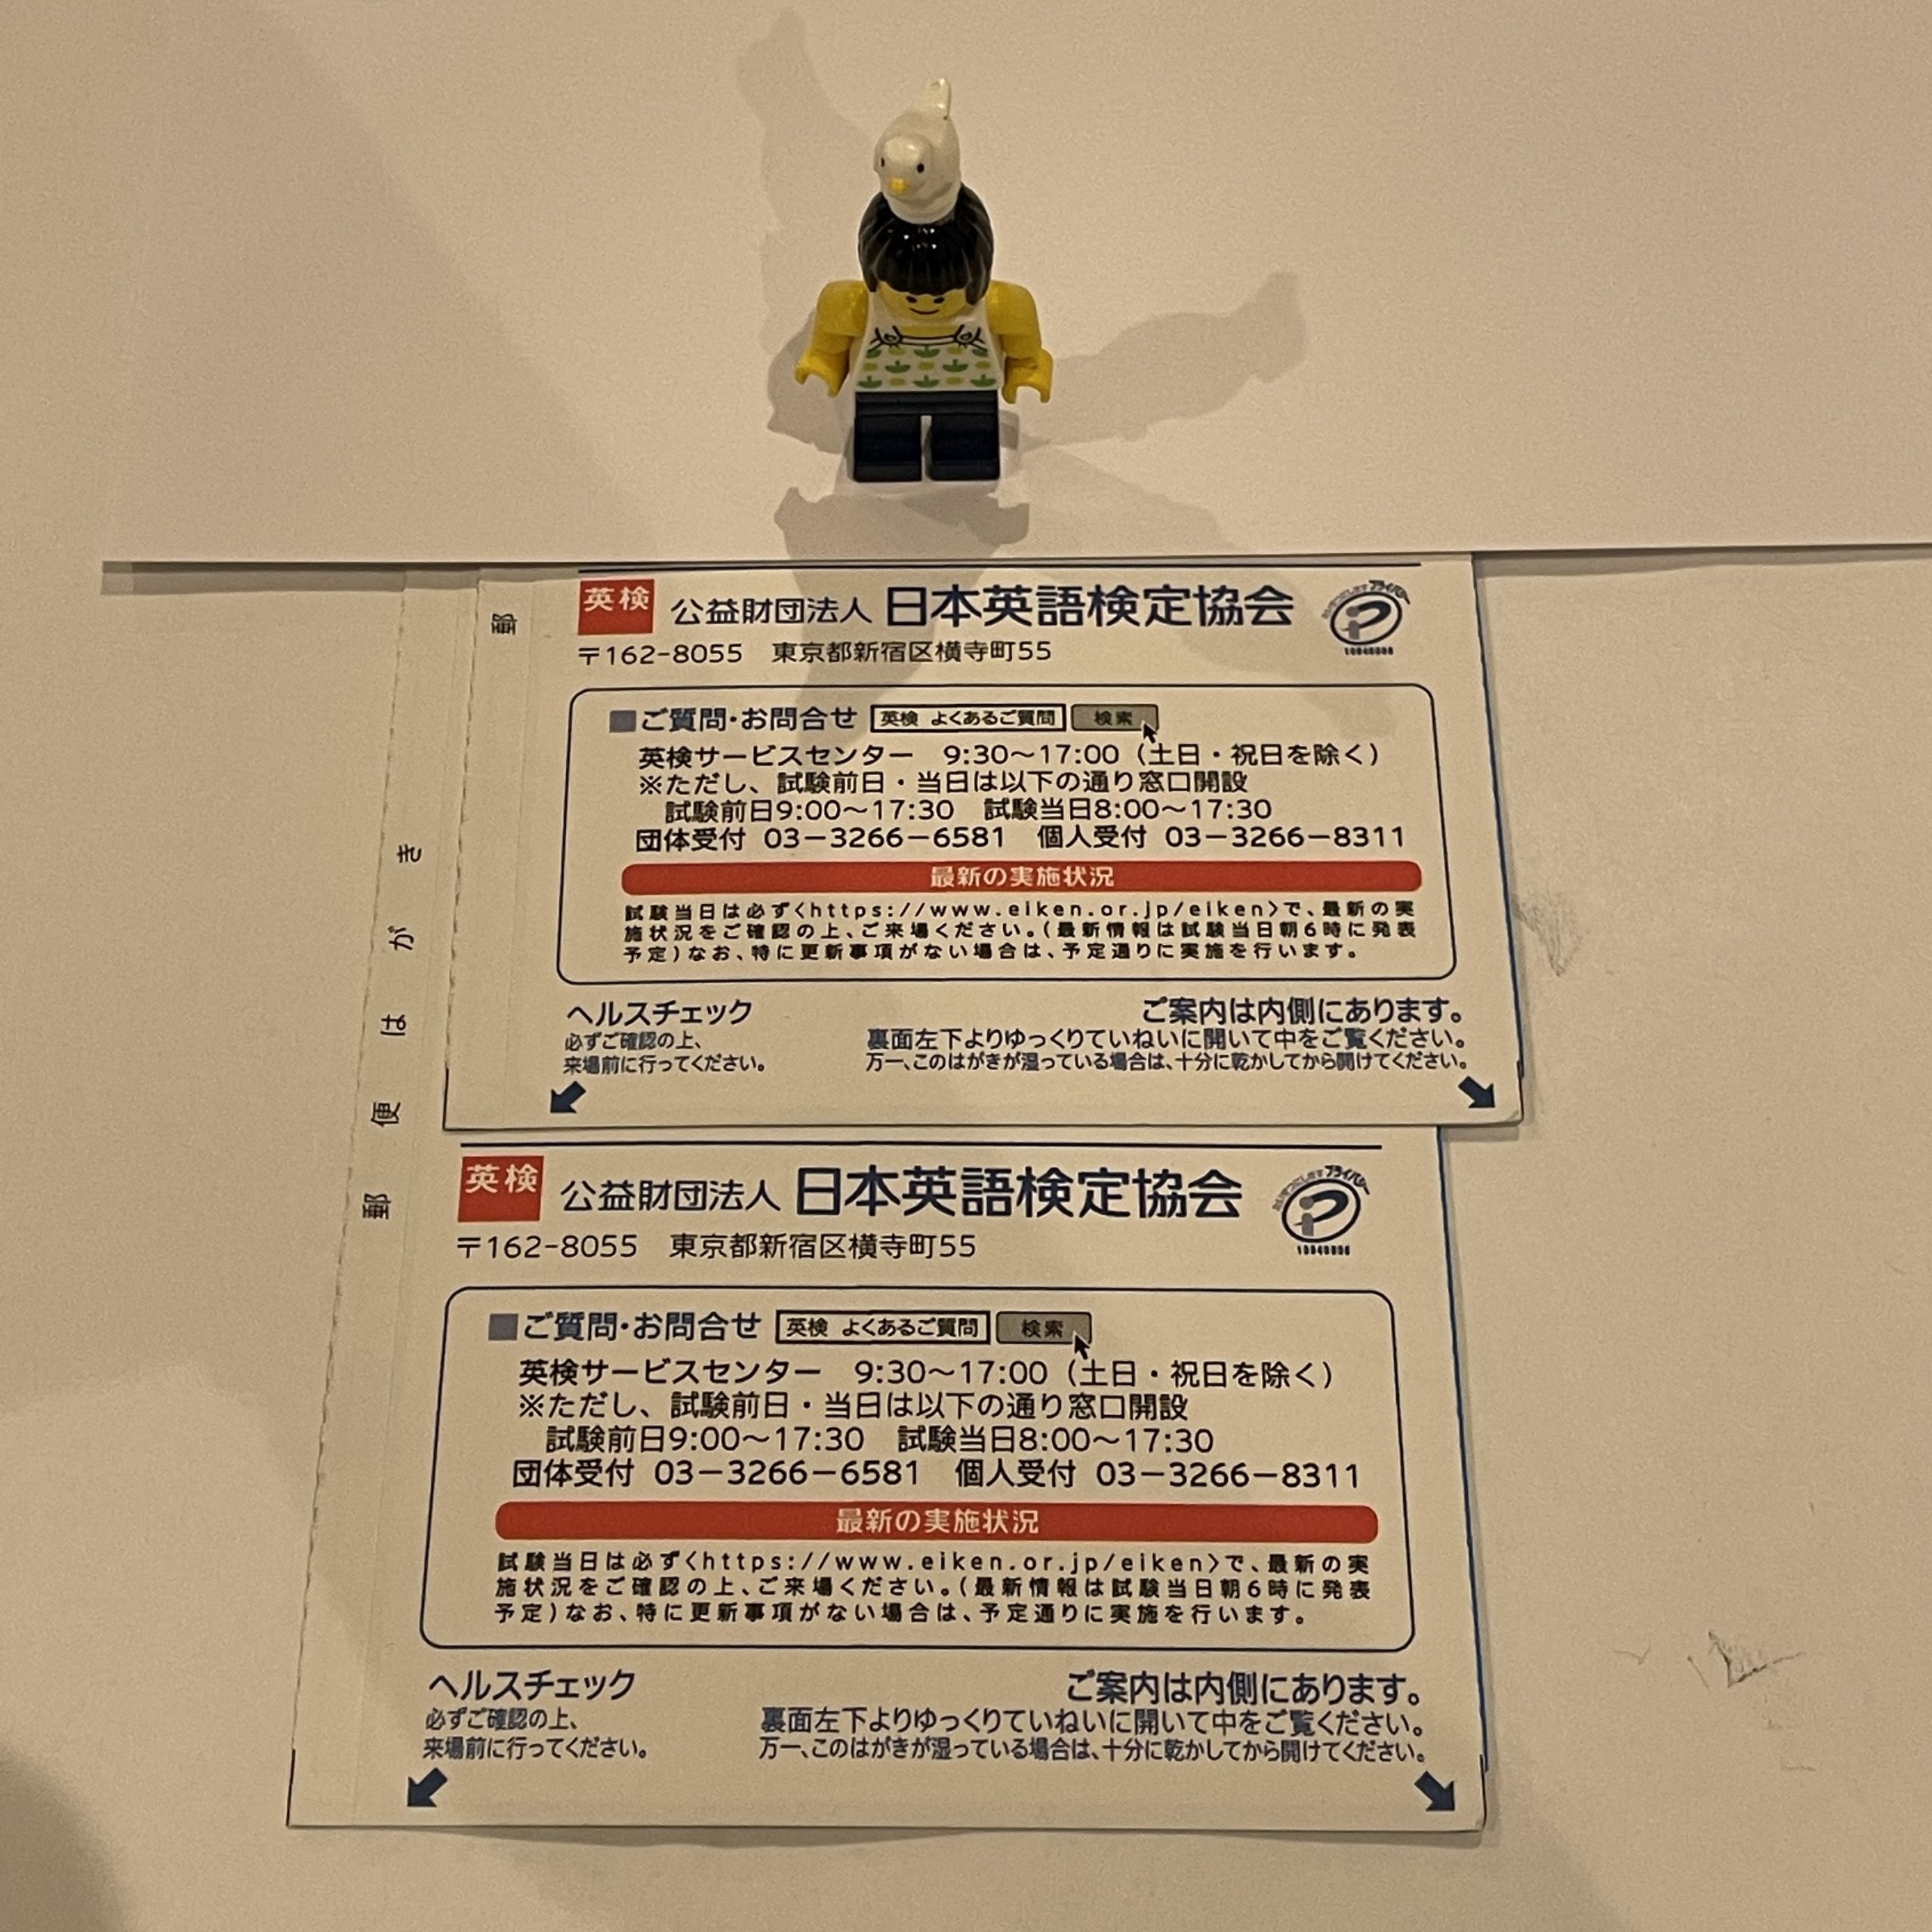 郵
英検 公益財団法人 日本英語検定協会
〒162-8055 東京都新宿区横寺町55
■ご質問・お問合せ 英検 よくあるご質問 検索
英検サービスセンター 9:30〜17:00（土日・祝日を除く）
※ただし、試験前日・当日は以下の通り窓口開設
試験前日9:00〜17:30 試験当日8:00〜17:30
団体受付 03－3266－6581 個人受付 03－3266－8311
最新の実施状況
試験当日は必ず〈https://www.eiken.or.jp/eiken〉で、最新の実
施状況をご確認の上、ご来場ください。（最新情報は試験当日朝6時に発表
予定）なお、特に更新事項がない場合は、予定通りに実施を行います。
ヘルスチェック
必ずご確認の上、
来場前に行ってください。
ご案内は内側にあります。
裏面左下よりゆっくりていねいに開いて中をご覧ください。
万一、このはがきが湿っている場合は、十分に乾かしてから開けてください。
郵便はがき
英検 公益財団法人 日本英語検定協会
〒162-8055 東京都新宿区横寺町55
■ご質問・お問合せ 英検 よくあるご質問 検索
英検サービスセンター 9:30〜17:00（土日・祝日を除く）
※ただし、試験前日・当日は以下の通り窓口開設
試験前日9:00〜17:30 試験当日8:00〜17:30
団体受付 03－3266－6581 個人受付 03－3266－8311
最新の実施状況
試験当日は必ず〈https://www.eiken.or.jp/eiken〉で、最新の実
施状況をご確認の上、ご来場ください。（最新情報は試験当日朝6時に発表
予定）なお、特に更新事項がない場合は、予定通りに実施を行います。
ヘルスチェック
必ずご確認の上、
来場前に行ってください。
ご案内は内側にあります。
裏面左下よりゆっくりていねいに開いて中をご覧ください。
万一、このはがきが湿っている場合は、十分に乾かしてから開けてください。